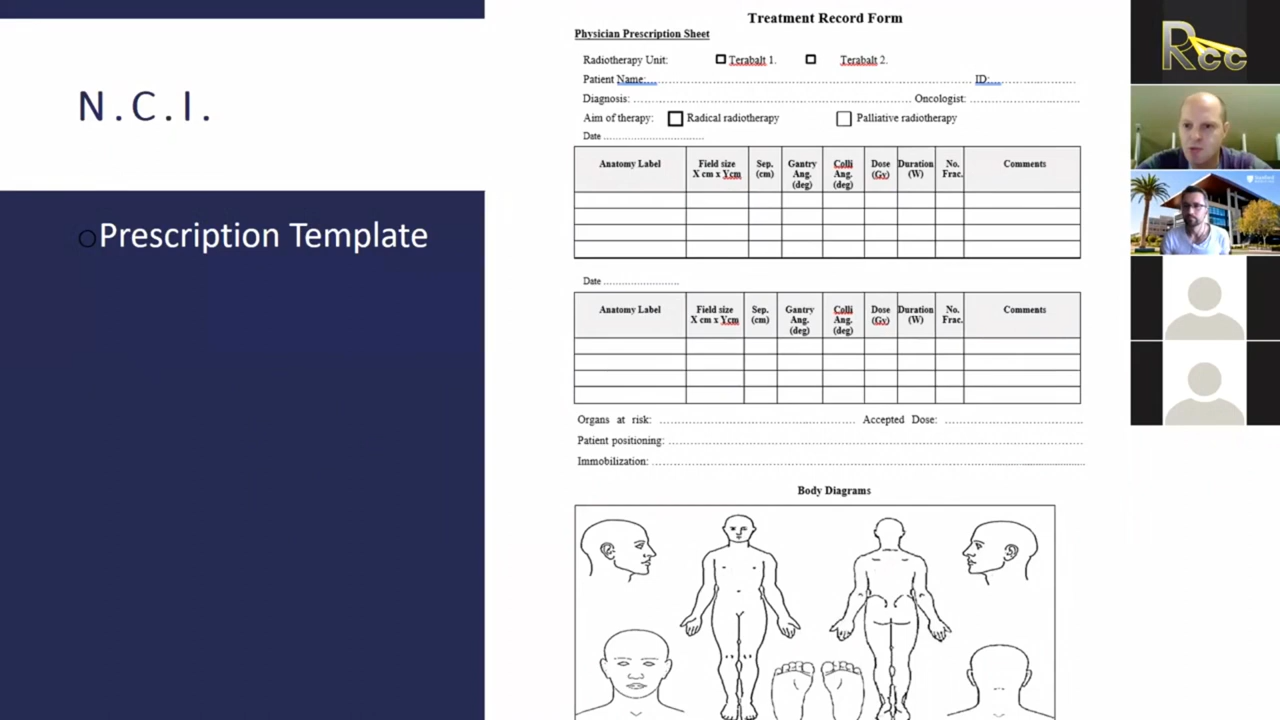 N.C.I.
Prescription Template
Treatment Record Form
Physician Prescription Sheet
Radiotherapy Unit: Terabalt 1. Terabalt 2.
Patient Name:.... ID:....
Diagnosis: .... Oncologist: ....
Aim of therapy: Radical radiotherapy Palliative radiotherapy
Date ....
Anatomy Label Field size X cm x Ycm Sep. (cm) Gantry Ang. (deg) Colli Ang. (deg) Dose (Gy) Duration (W) No. Frac. Comments
Date ....
Anatomy Label Field size X cm x Ycm Sep. (cm) Gantry Ang. (deg) Colli Ang. (deg) Dose (Gy) Duration (W) No. Frac. Comments
Organs at risk: .... Accepted Dose: ....
Patient positioning: ....
Immobilization: ....
Body Diagrams
Rcc